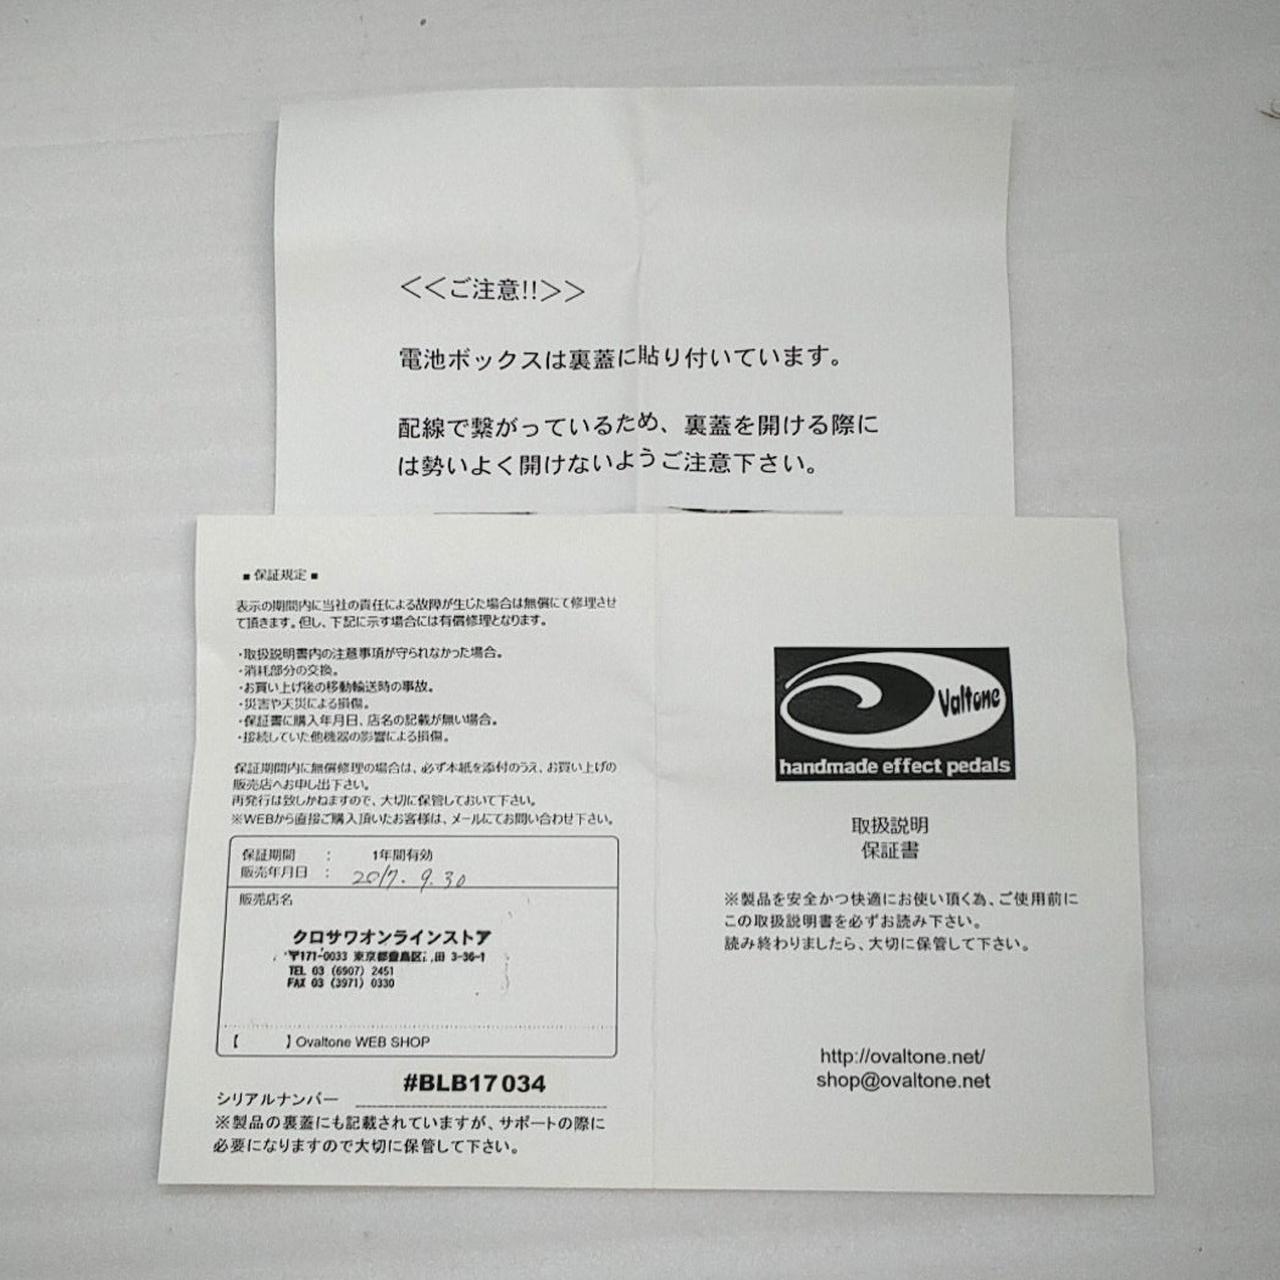 <<ご注意!!>>
電池ボックスは裏蓋に貼り付いています。
配線で繋がっているため、裏蓋を開ける際に
は勢いよく開けないようご注意下さい。
■ 保証規定 ■
表示の期間内に当社の責任による故障が生じた場合は無償にて修理させ
て頂きます。但し、下記に示す場合には有償修理となります。
・取扱説明書内の注意事項が守られなかった場合。
・消耗部分の交換。
・お買い上げ後の移動輸送時の事故。
・災害や天災による損傷。
・保証書に購入年月日、店名の記載が無い場合。
・接続していた他機器の影響による損傷。
保証期間内に無償修理の場合は、必ず本紙を添付のうえ、お買い上げの
販売店へお申し出下さい。
再発行は致しかねますので、大切に保管しておいて下さい。
※WEBから直接ご購入頂いたお客様は、メールにてお問い合わせ下さい。
保証期間 : 1年間有効
販売年月日 : 2017. 9. 30
販売店名
クロサワオンラインストア
〒171-0033 東京都豊島区 田 3-36-1
TEL 03 (6907) 2451
FAX 03 (3971) 0330
【 】Ovaltone WEB SHOP
シリアルナンバー #BLB17034
※製品の裏蓋にも記載されていますが、サポートの際に
必要になりますので大切に保管して下さい。
Valtone
handmade effect pedals
取扱説明
保証書
※製品を安全かつ快適にお使い頂く為、ご使用前に
この取扱説明書を必ずお読み下さい。
読み終わりましたら、大切に保管して下さい。
http://ovaltone.net/
shop@ovaltone.net